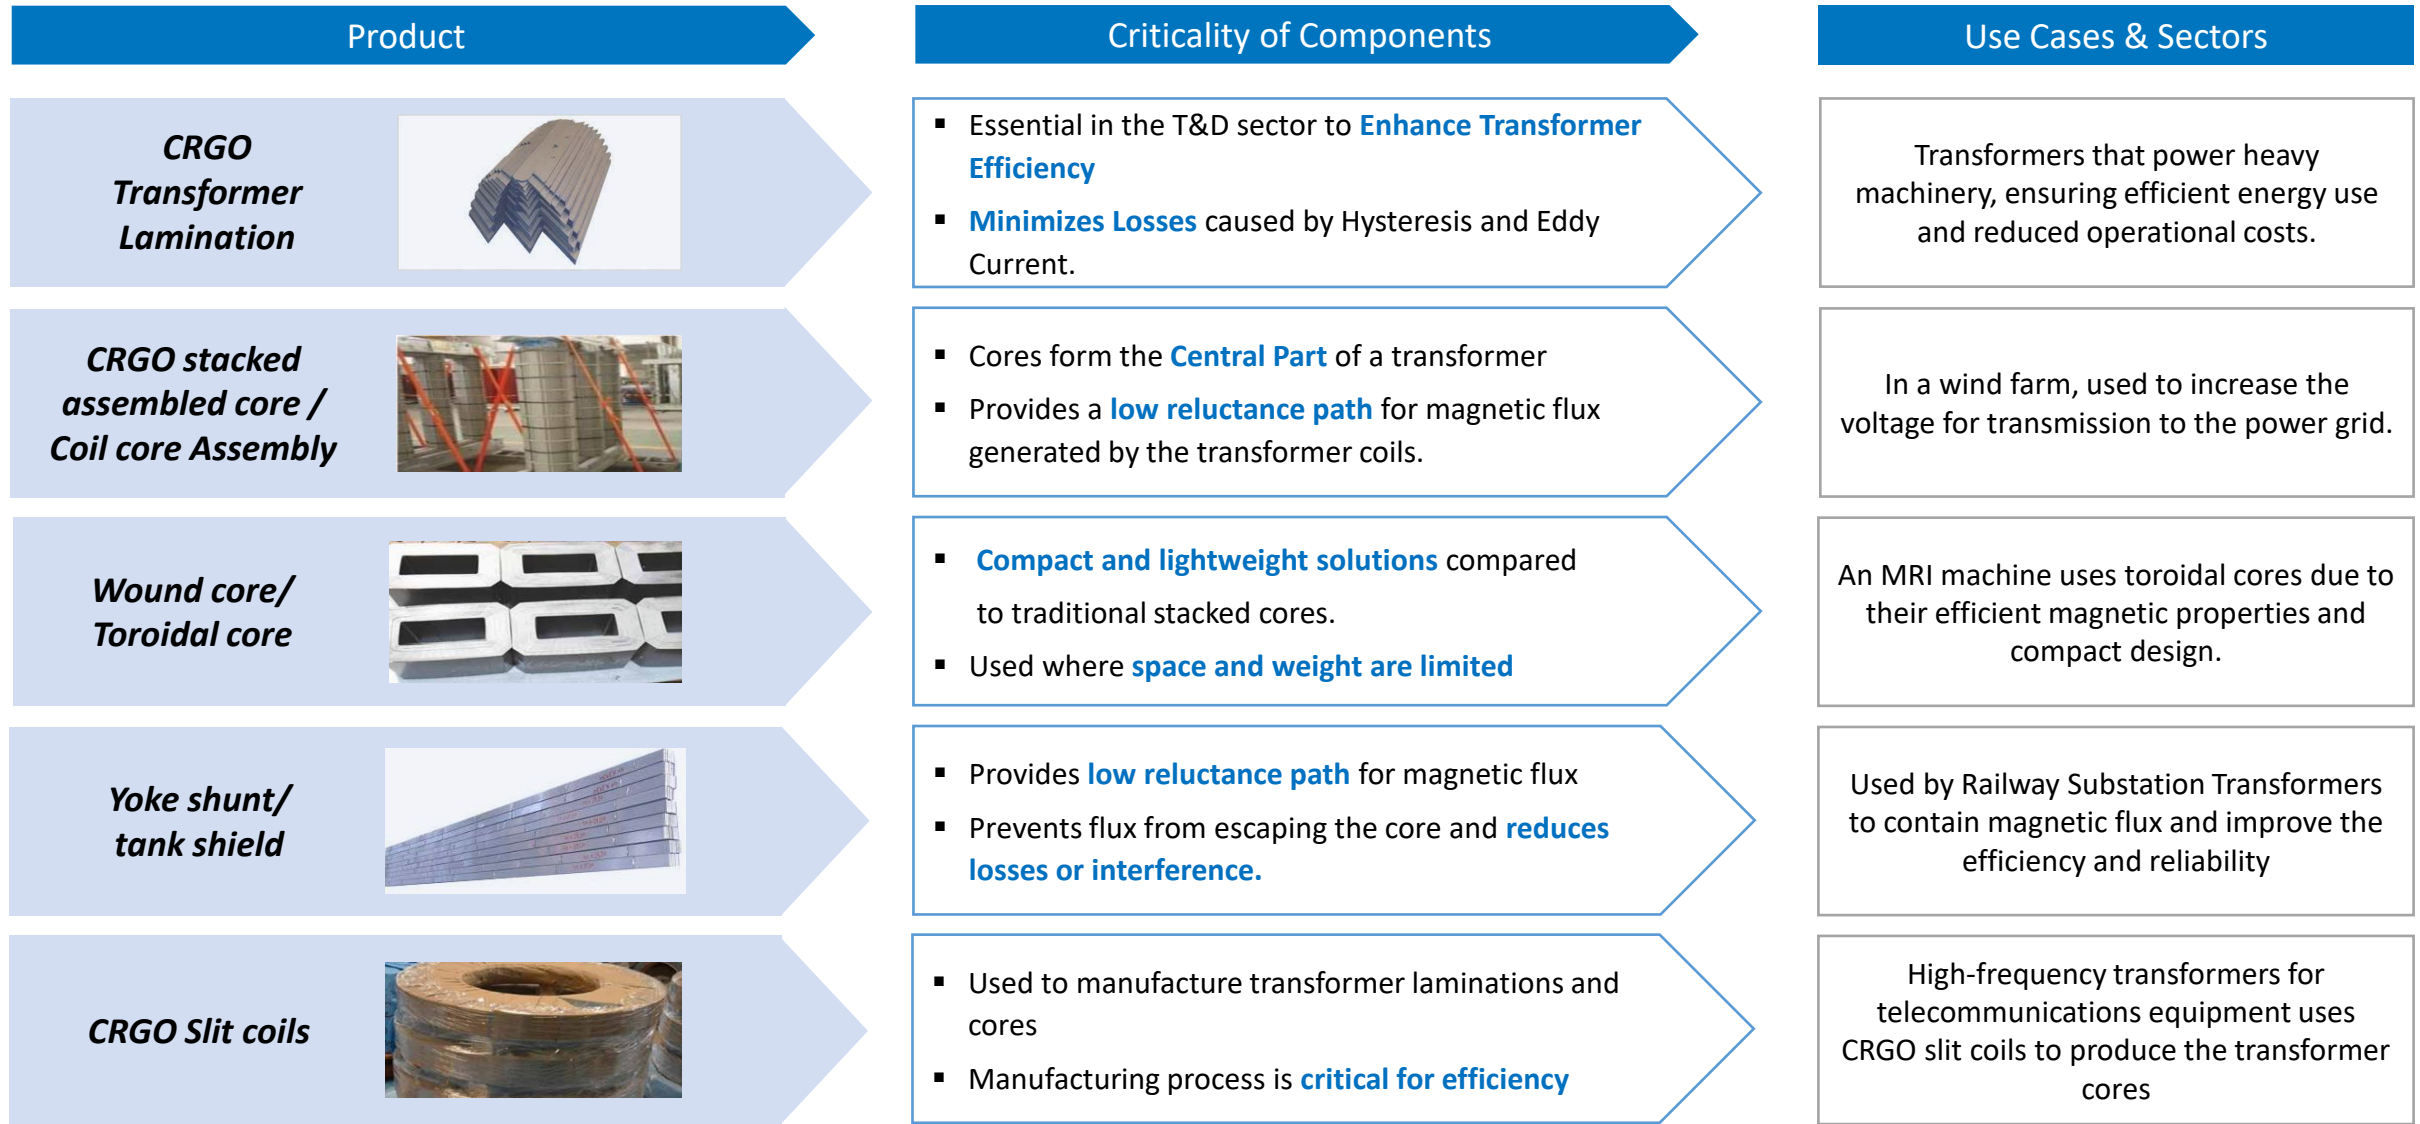 Product
Criticality of Components
Use Cases & Sectors
CRGO
Transformer
Lamination
▪ Essential in the T&D sector to Enhance Transformer
Efficiency
▪ Minimizes Losses caused by Hysteresis and Eddy
Current.
Transformers that power heavy
machinery, ensuring efficient energy use
and reduced operational costs.
CRGO stacked
assembled core /
Coil core Assembly
▪ Cores form the Central Part of a transformer
▪ Provides a low reluctance path for magnetic flux
generated by the transformer coils.
In a wind farm, used to increase the
voltage for transmission to the power grid.
Wound core/
Toroidal core
▪ Compact and lightweight solutions compared
to traditional stacked cores.
▪ Used where space and weight are limited
An MRI machine uses toroidal cores due to
their efficient magnetic properties and
compact design.
Yoke shunt/
tank shield
▪ Provides low reluctance path for magnetic flux
▪ Prevents flux from escaping the core and reduces
losses or interference.
Used by Railway Substation Transformers
to contain magnetic flux and improve the
efficiency and reliability
CRGO Slit coils
▪ Used to manufacture transformer laminations and
cores
▪ Manufacturing process is critical for efficiency
High-frequency transformers for
telecommunications equipment uses
CRGO slit coils to produce the transformer
cores